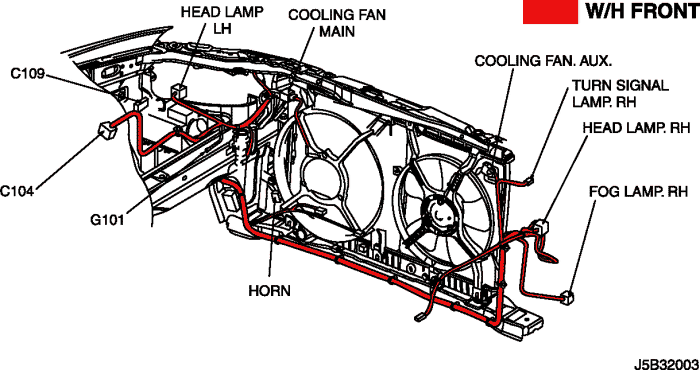 W/H FRONT
HEAD LAMP
LH
COOLING FAN
MAIN
COOLING FAN. AUX.
C109
TURN SIGNAL
LAMP. RH
HEAD LAMP. RH
C104
G101
FOG LAMP. RH
HORN
J5B32003